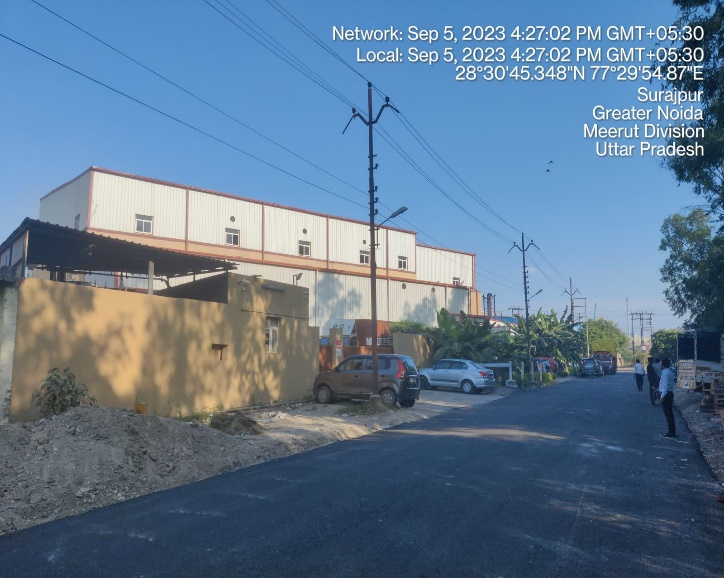 Network: Sep 5, 2023 4:27:02 PM GMT+05:30
Local: Sep 5, 2023 4:27:02 PM GMT+05:30
28°30'45.348"N 77°29'54.87"E
Surajpur
Greater Noida
Meerut Division
Uttar Pradesh